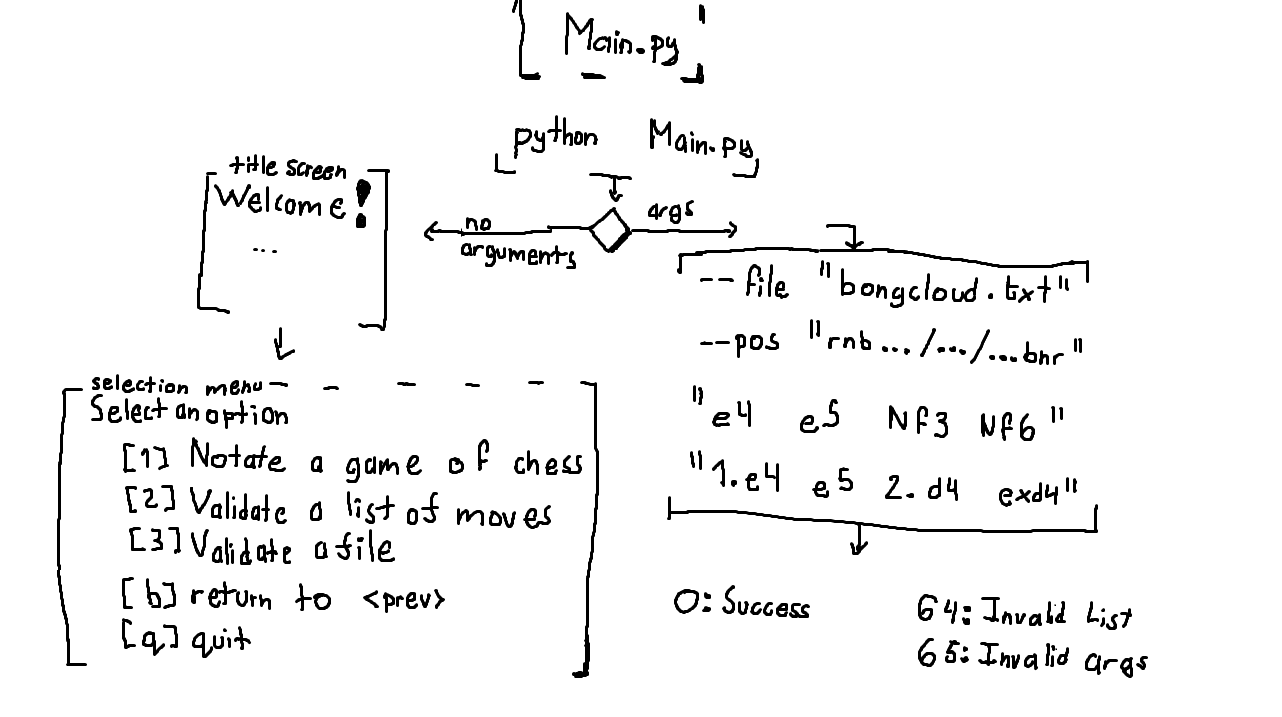 Main.py
python Main.py
title screen
Welcome!
...
no arguments
args
--file "bongcloud.txt"
--pos "rnb.../.../...bnr"
"e4 e5 Nf3 Nf6"
"1.e4 e5 2.d4 exd4"
selection menu
Select an option
[1] Notate a game of chess
[2] Validate a list of moves
[3] Validate a file
[b] return to <prev>
[q] quit
0: Success
64: Invalid List
65: Invalid args